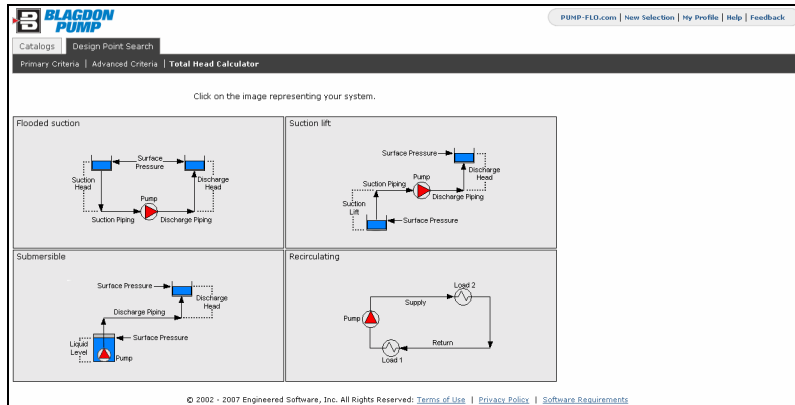 BLAGDON
PUMP
PUMP-FLO.com | New Selection | My Profile | Help | Feedback
Catalogs Design Point Search
Primary Criteria | Advanced Criteria | Total Head Calculator
Click on the image representing your system.
Flooded suction
Surface
Pressure
Suction
Head
Discharge
Head
Pump
Suction Piping
Discharge Piping
Suction lift
Surface Pressure
Discharge
Head
Pump
Suction Piping
Discharge Piping
Suction
Lift
Surface Pressure
Submersible
Surface Pressure
Discharge
Head
Discharge Piping
Surface Pressure
Liquid
Level
Pump
Recirculating
Load 2
Supply
Pump
Return
Load 1
© 2002 - 2007 Engineered Software, Inc. All Rights Reserved: Terms of Use | Privacy Policy | Software Requirements